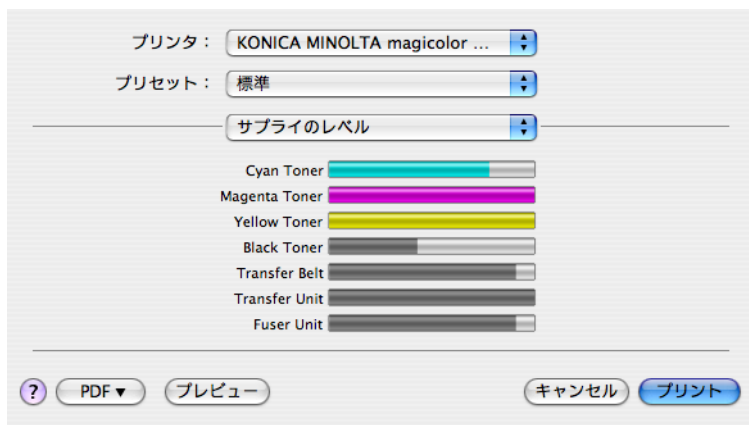 プリンタ： KONICA MINOLTA magicolor ...
プリセット： 標準
サプライのレベル
Cyan Toner
Magenta Toner
Yellow Toner
Black Toner
Transfer Belt
Transfer Unit
Fuser Unit
? PDF▼ プレビュー キャンセル プリント